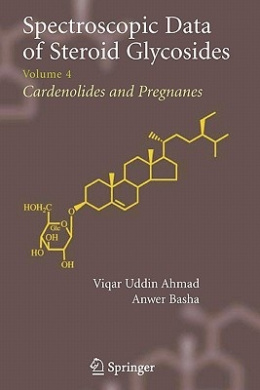 Spectroscopic Data
of Steroid Glycosides
Volume 4
Cardenolides and Pregnanes
HOH₂C
O
O
Glc
OH
HO
OH
Viqar Uddin Ahmad
Anwer Basha
Springer